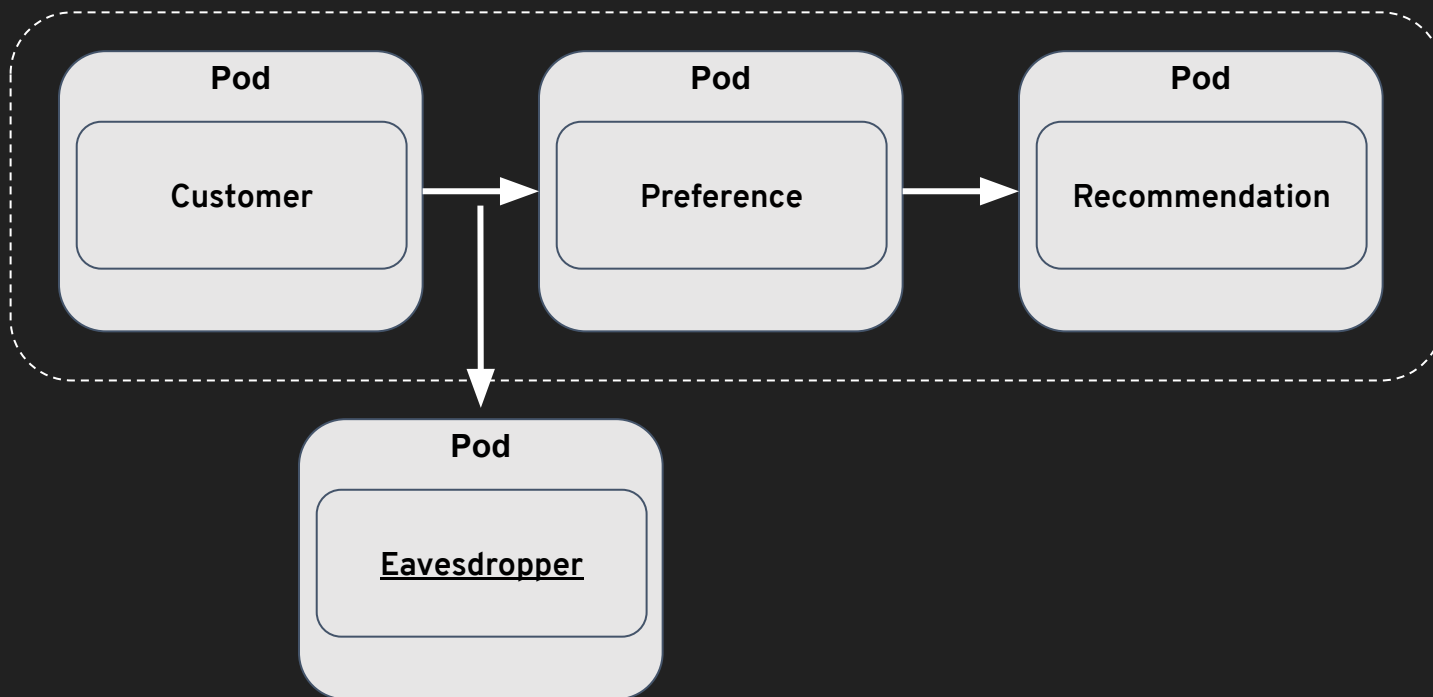 Pod
Pod
Pod
Customer
Preference
Recommendation
Pod
Eavesdropper